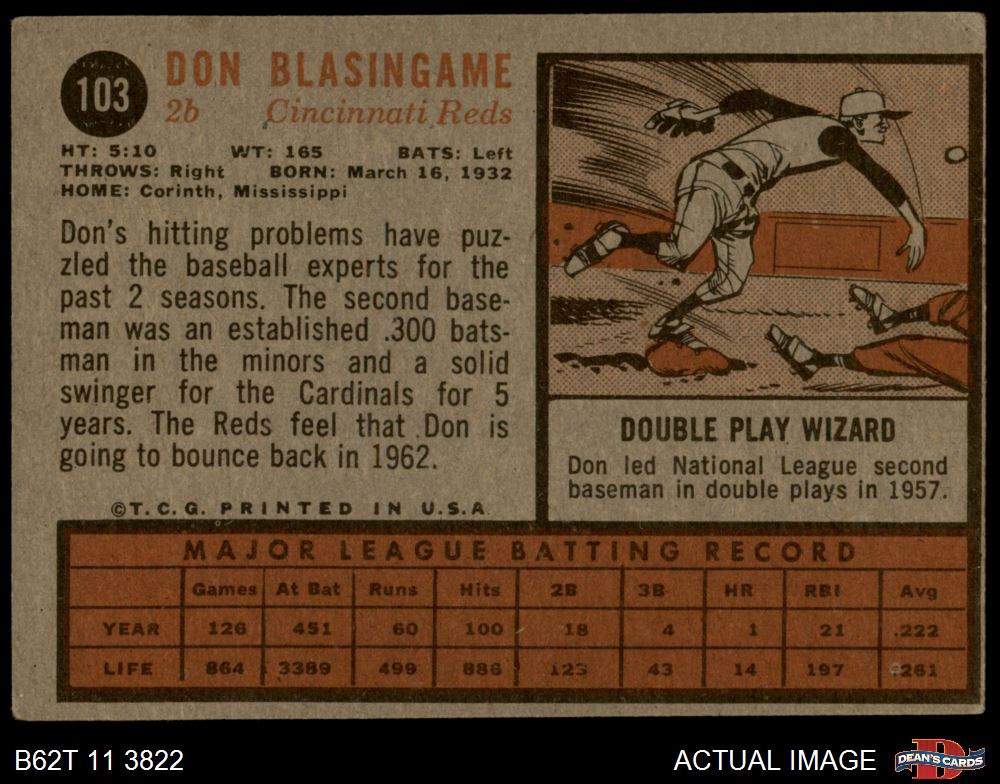 103
DON BLASINGAME
2b Cincinnati Reds
HT: 5:10 WT: 165 BATS: Left
THROWS: Right BORN: March 16, 1932
HOME: Corinth, Mississippi
Don's hitting problems have puz-
zled the baseball experts for the
past 2 seasons. The second base-
man was an established .300 bats-
man in the minors and a solid
swinger for the Cardinals for 5
years. The Reds feel that Don is
going to bounce back in 1962.
©T.C.G. PRINTED IN U.S.A
DOUBLE PLAY WIZARD
Don led National League second
baseman in double plays in 1957.
MAJOR LEAGUE BATTING RECORD
Games At Bat Runs Hits 2B 3B HR RBI Avg
YEAR 126 451 60 100 18 4 1 21 .222
LIFE 864 3389 499 886 123 43 14 197 .261
B62T 11 3822
ACTUAL IMAGE
DEAN'S CARDS